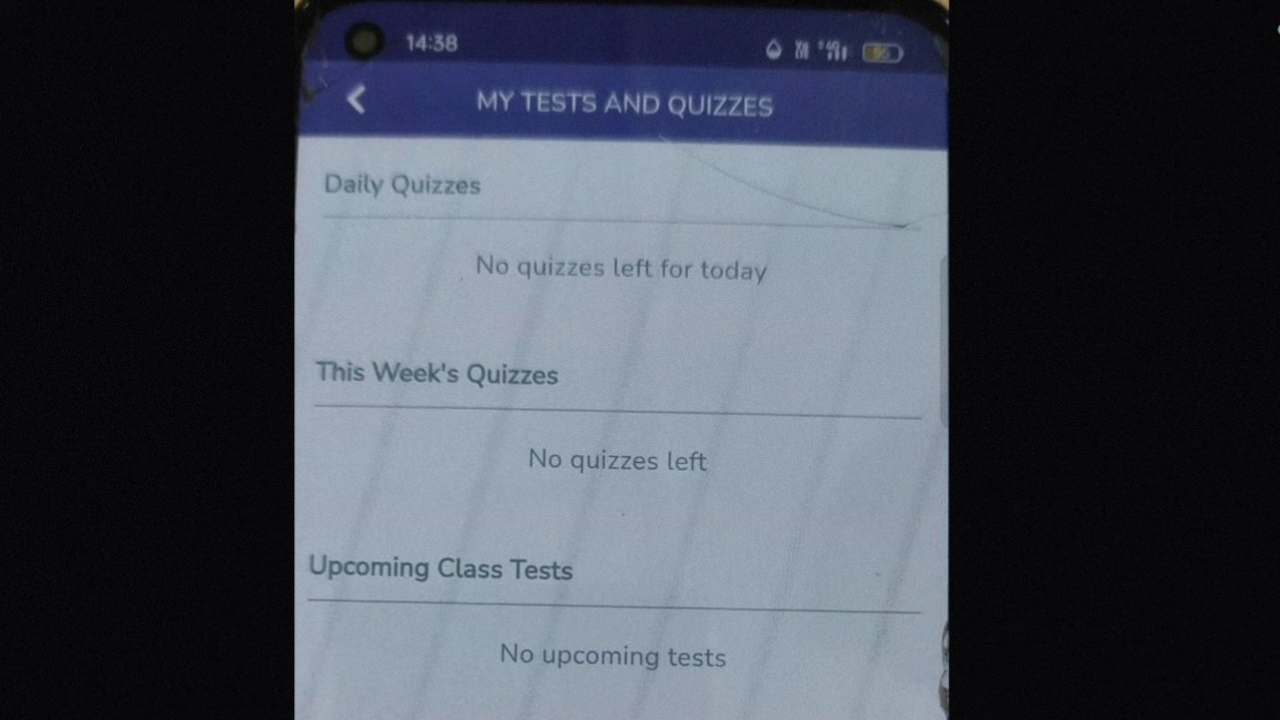 14:38
MY TESTS AND QUIZZES
Daily Quizzes
No quizzes left for today
This Week's Quizzes
No quizzes left
Upcoming Class Tests
No upcoming tests